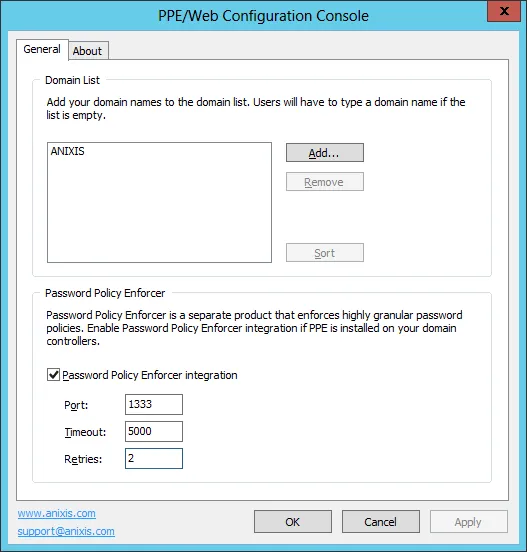 PPE/Web Configuration Console
X
General
About
Domain List
Add your domain names to the domain list. Users will have to type a domain name if the
list is empty.
ANIXIS
Add...
Remove
Sort
Password Policy Enforcer
Password Policy Enforcer is a separate product that enforces highly granular password
policies. Enable Password Policy Enforcer integration if PPE is installed on your domain
controllers.
Password Policy Enforcer integration
Port: 1333
Timeout: 5000
Retries: 2
www.anixis.com
support@anixis.com
OK Cancel Apply